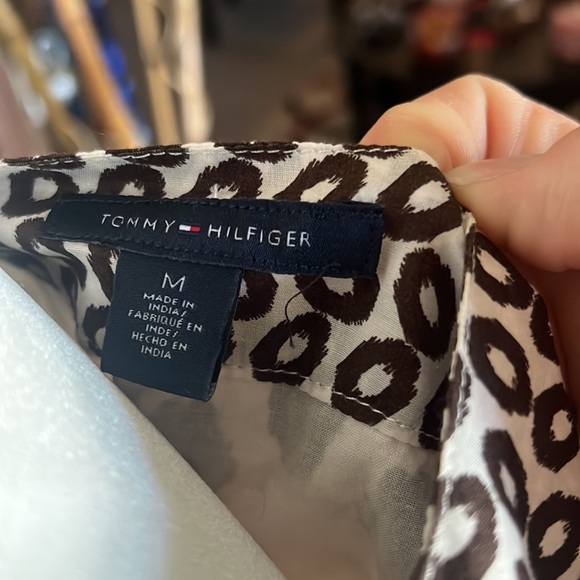 TOMMY HILFIGER
M
MADE IN
INDIA/
FABRIQUÉ EN
INDE/
HECHO EN
INDIA